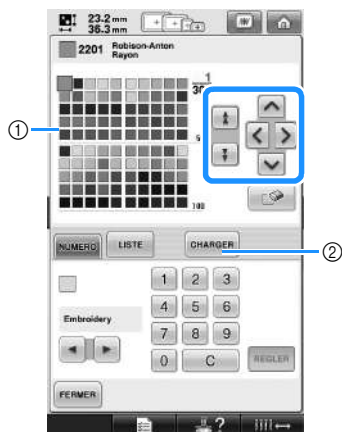 23.2 mm
36.3 mm
2201 Robison-Anton
Rayon
1
30
①
5
100
NUMERO LISTE CHARGER
②
1 2 3
Embroidery
4 5 6
7 8 9
0 C REGLER
FERMER
?